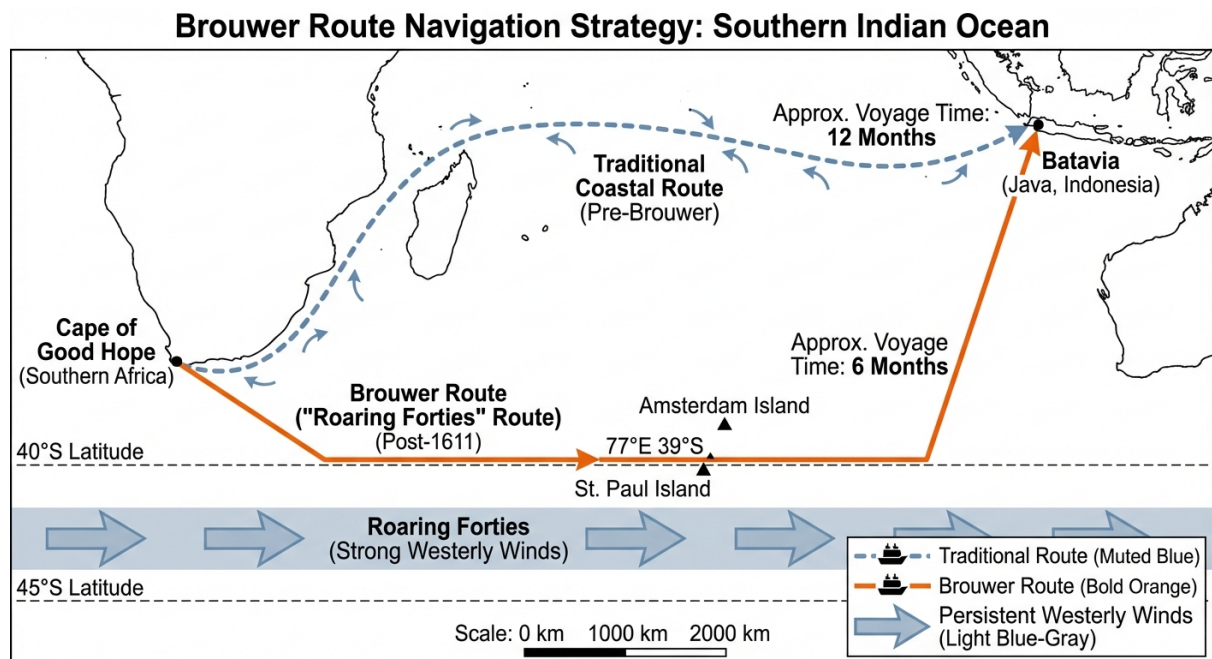 Brouwer Route Navigation Strategy: Southern Indian Ocean
Approx. Voyage Time:
12 Months
Traditional
Coastal Route
(Pre-Brouwer)
Batavia
(Java, Indonesia)
Cape of
Good Hope
(Southern Africa)
Approx. Voyage
Time: 6 Months
Brouwer Route
("Roaring Forties" Route)
(Post-1611)
Amsterdam Island
40°S Latitude
77°E 39°S
St. Paul Island
Roaring Forties
(Strong Westerly Winds)
45°S Latitude
Traditional Route (Muted Blue)
Brouwer Route (Bold Orange)
Persistent Westerly Winds
(Light Blue-Gray)
Scale: 0 km 1000 km 2000 km